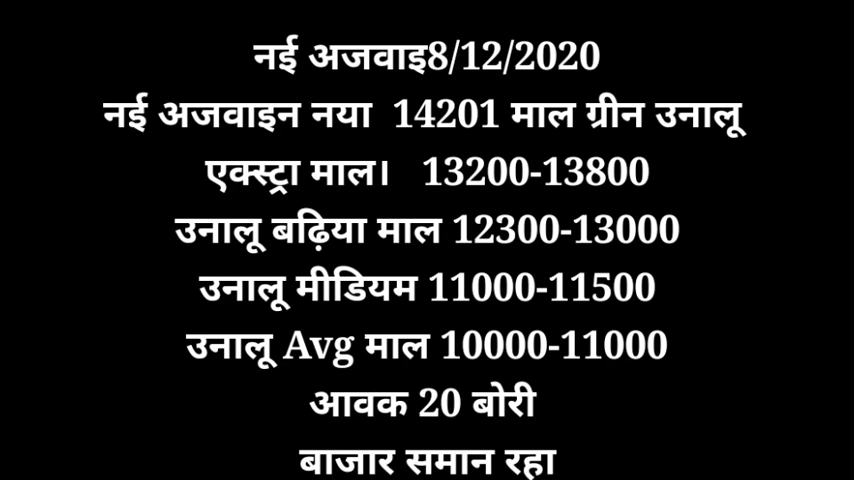 नई अजवाइ8/12/2020
नई अजवाइन नया 14201 माल ग्रीन उनालू
एक्स्ट्रा माल। 13200-13800
उनालू बढ़िया माल 12300-13000
उनालू मीडियम 11000-11500
उनालू Avg माल 10000-11000
आवक 20 बोरी
बाजार समान रहा